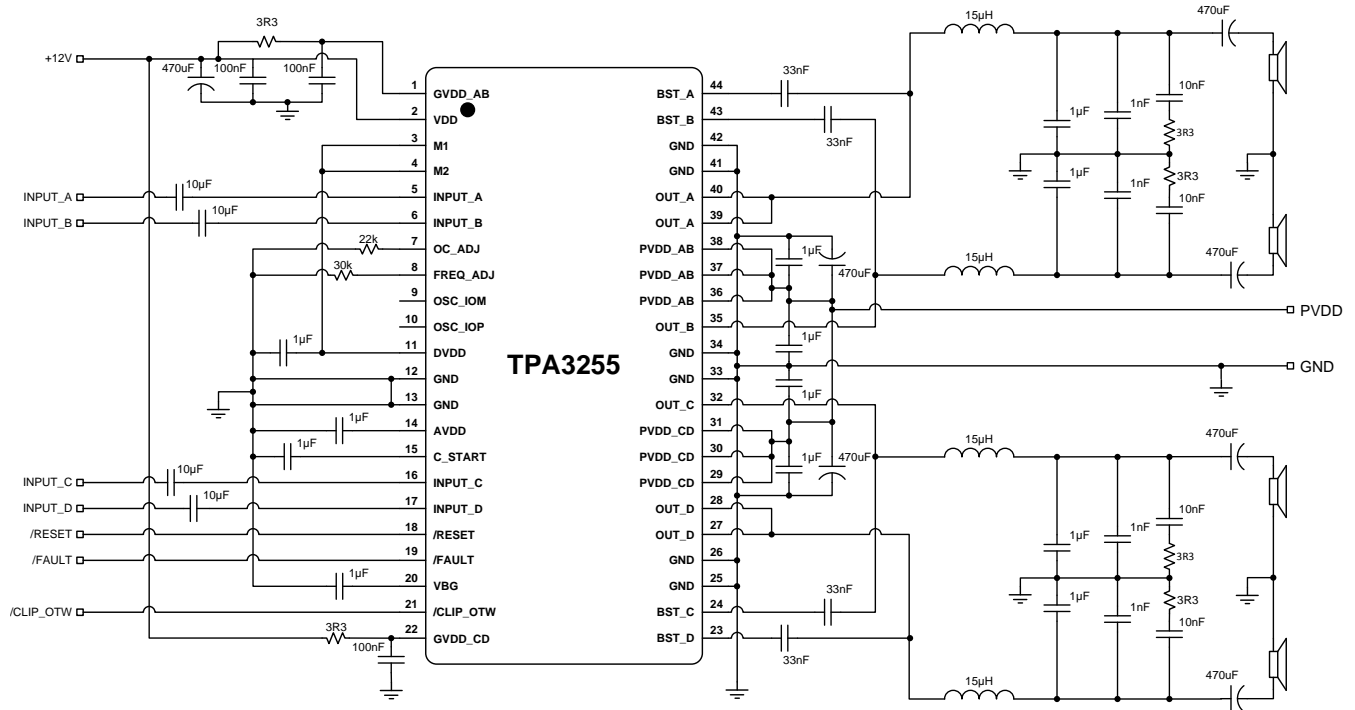 3R3
+12V
470uF
100nF
100nF
INPUT_A
10µF
INPUT_B
10µF
22k
30k
1µF
1µF
1µF
INPUT_C
10µF
INPUT_D
10µF
/RESET
/FAULT
1µF
/CLIP_OTW
3R3
100nF
TPA3255
1 GVDD_AB
2 VDD
3 M1
4 M2
5 INPUT_A
6 INPUT_B
7 OC_ADJ
8 FREQ_ADJ
9 OSC_IOM
10 OSC_IOP
11 DVDD
12 GND
13 GND
14 AVDD
15 C_START
16 INPUT_C
17 INPUT_D
18 /RESET
19 /FAULT
20 VBG
21 /CLIP_OTW
22 GVDD_CD
BST_A 44
BST_B 43
GND 42
GND 41
OUT_A 40
OUT_A 39
PVDD_AB 38
PVDD_AB 37
PVDD_AB 36
OUT_B 35
GND 34
GND 33
OUT_C 32
PVDD_CD 31
PVDD_CD 30
PVDD_CD 29
OUT_D 28
OUT_D 27
GND 26
GND 25
BST_C 24
BST_D 23
33nF
33nF
1µF
470uF
1µF
1µF
1µF
470uF
33nF
33nF
15µH
470uF
1µF
1nF
10nF
3R3
1µF
1nF
3R3
10nF
15µH
470uF
PVDD
GND
15µH
470uF
1µF
1nF
10nF
3R3
1µF
1nF
3R3
10nF
15µH
470uF